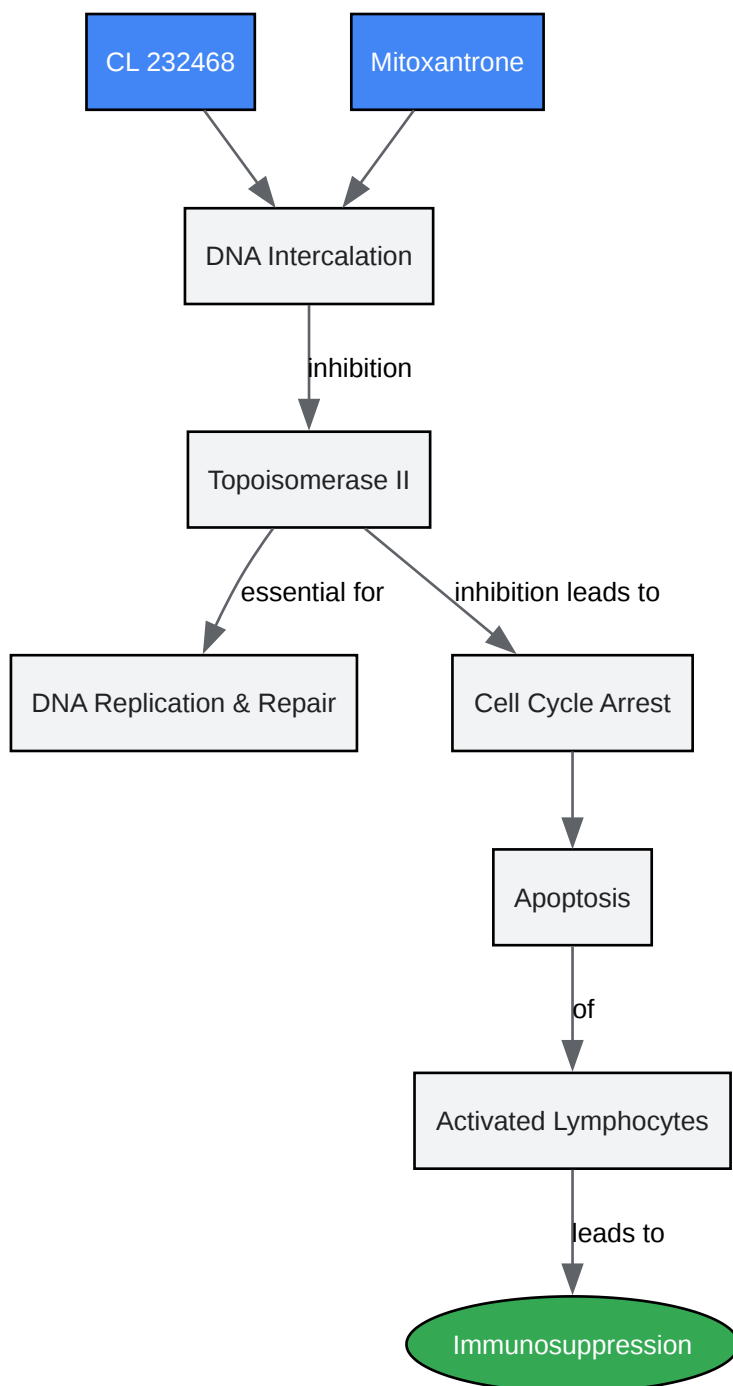 CL 232468
Mitoxantrone
DNA Intercalation
inhibition
Topoisomerase II
essential for
inhibition leads to
DNA Replication & Repair
Cell Cycle Arrest
Apoptosis
of
Activated Lymphocytes
leads to
Immunosuppression